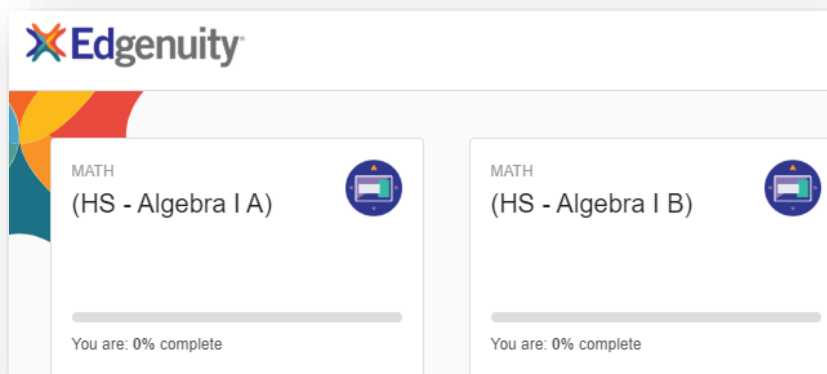 Edgenuity
MATH
(HS - Algebra I A)
You are: 0% complete
MATH
(HS - Algebra I B)
You are: 0% complete